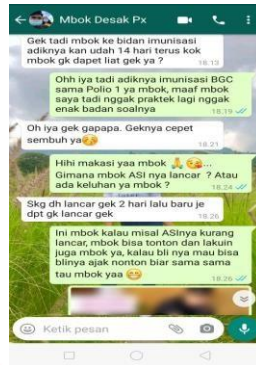 Mbok Desak Px
Gek tadi mbok ke bidan imunisasi
adiknya kan udah 14 hari terus kok
mbok gk dapet liat gek ya ?
18.13
Ohh iya tadi adiknya imunisasi BGC
sama Polio 1 ya mbok, maaf mbok
saya tadi nggak praktek lagi nggak
enak badan soalnya
18.19
Oh iya gek gapapa. Geknya cepet
sembuh ya
18.21
Hihi makasi yaa mbok
Gimana mbok ASI nya lancar ? Atau
ada keluhan ya mbok ?
18.24
Skg dh lancar gek 2 hari lalu baru je
dpt gk lancar gek
18.26
Ini mbok kalau misal ASInya kurang
lancar, mbok bisa tonton dan lakuin
juga mbok ya, kalau bli nya mau bisa
blinya ajak nonton biar sama sama
tau mbok yaa
18.26
Ketik pesan